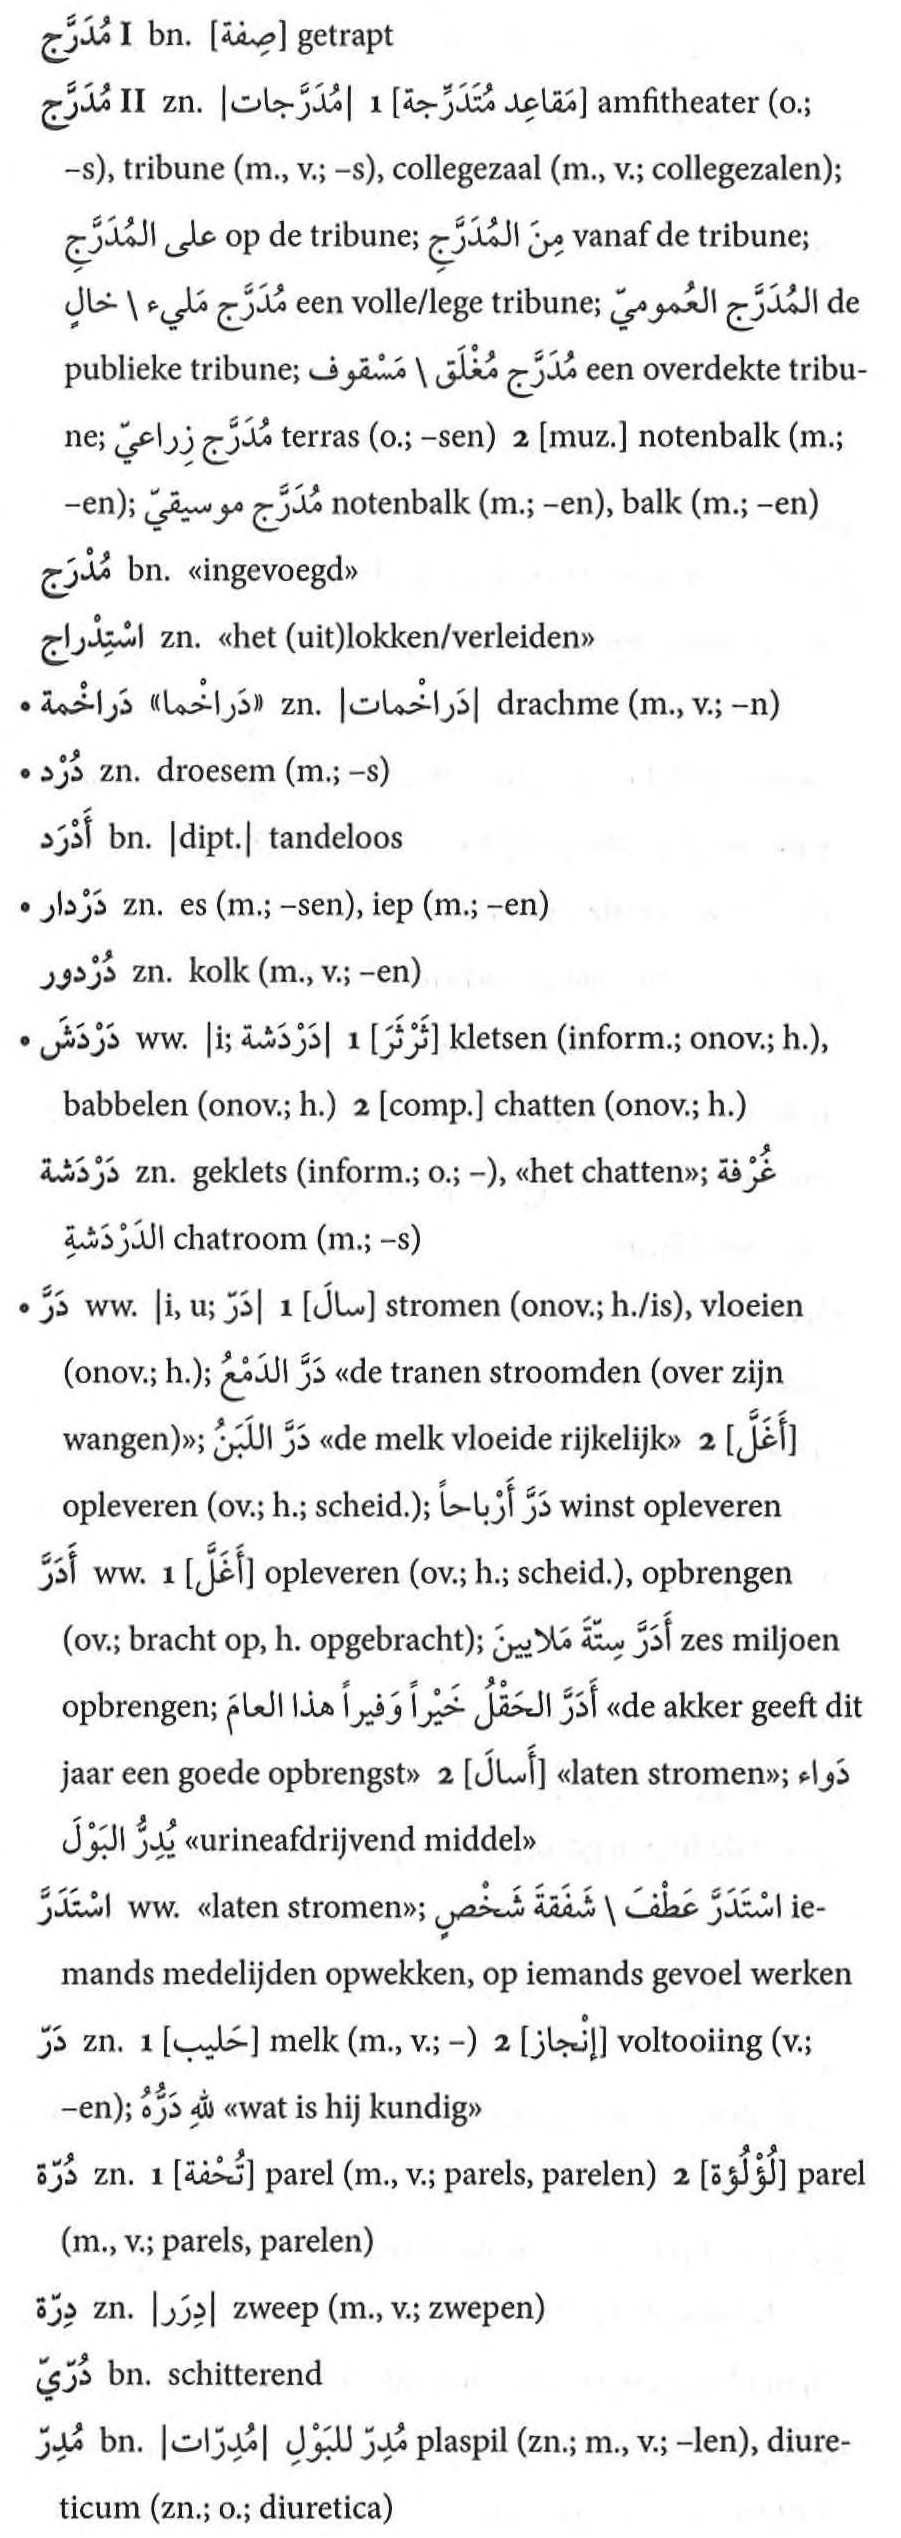 مُدَرَّج I bn. [صِفة] getrapt
مُدَرَّج II zn. |مُدَرَّجات| 1 [مَقاعِد مُتَدَرِّجة] amfitheater (o.;
–s), tribune (m., v.; –s), collegezaal (m., v.; collegezalen);
على المُدَرَّجِ op de tribune; مِنَ المُدَرَّجِ vanaf de tribune;
مُدَرَّج مَليء \ خالٍ een volle/lege tribune; المُدَرَّج العُموميّ de
publieke tribune; مُدَرَّج مُغْلَق \ مَسْقوف een overdekte tribu-
ne; مُدَرَّج زِراعيّ terras (o.; –sen) 2 [muz.] notenbalk (m.;
–en); مُدَرَّج موسيقيّ notenbalk (m.; –en), balk (m.; –en)
مُدْرَج bn. «ingevoegd»
اسْتِدْراج zn. «het (uit)lokken/verleiden»
• دَراخْمة «دَراخْما» zn. |دَراخْمات| drachme (m., v.; –n)
• دُرْد zn. droesem (m.; –s)
أَدْرَد bn. |dipt.| tandeloos
• دَرْدار zn. es (m.; –sen), iep (m.; –en)
دُرْدور zn. kolk (m., v.; –en)
• دَرْدَشَ ww. |i; دَرْدَشة| 1 [ثَرْثَرَ] kletsen (inform.; onov.; h.),
babbelen (onov.; h.) 2 [comp.] chatten (onov.; h.)
دَرْدَشة zn. geklets (inform.; o.; –), «het chatten»; غُرْفة
الدَرْدَشةِ chatroom (m.; –s)
• دَرَّ ww. |i, u; دَرّ| 1 [سالَ] stromen (onov.; h./is), vloeien
(onov.; h.); دَرَّ الدَمْعُ «de tranen stroomden (over zijn
wangen)»; دَرَّ اللَبَنُ «de melk vloeide rijkelijk» 2 [أَغَلَّ]
opleveren (ov.; h.; scheid.); دَرَّ أَرْباحاً winst opleveren
أَدَرَّ ww. 1 [أَغَلَّ] opleveren (ov.; h.; scheid.), opbrengen
(ov.; bracht op, h. opgebracht); أَدَرَّ سِتّةَ مَلايينَ zes miljoen
opbrengen; أَدَرَّ الحَقْلُ خَيْراً وَفيراً هذا العامَ «de akker geeft dit
jaar een goede opbrengst» 2 [أَسالَ] «laten stromen»; دَواء
يُدِرُّ البَوْلَ «urineafdrijvend middel»
اسْتَدَرَّ ww. «laten stromen»; اسْتَدَرَّ عَطْفَ \ شَفَقةَ شَخْصٍ ie-
mands medelijden opwekken, op iemands gevoel werken
دَرّ zn. 1 [حَليب] melk (m., v.; –) 2 [إنْجاز] voltooiing (v.;
–en); للهِ دَرُّهُ «wat is hij kundig»
دُرّة zn. 1 [تُحْفة] parel (m., v.; parels, parelen) 2 [لُؤْلُؤة] parel
(m., v.; parels, parelen)
دِرّة zn. |دِرَر| zweep (m., v.; zwepen)
دُرّيّ bn. schitterend
مُدِرّ bn. |مُدِرّات| مُدِرّ للبَوْلِ plaspil (zn.; m., v.; –len), diure-
ticum (zn.; o.; diuretica)